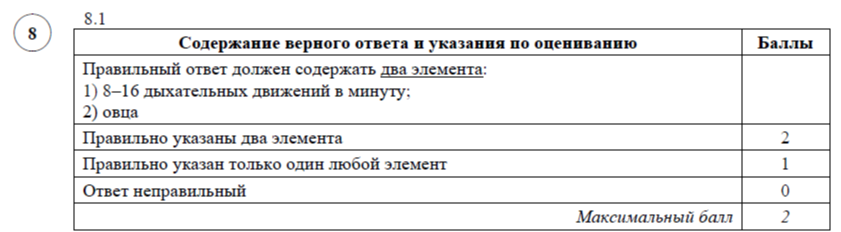 8
8.1
Содержание верного ответа и указания по оцениванию Баллы
Правильный ответ должен содержать два элемента:
1) 8–16 дыхательных движений в минуту;
2) овца
Правильно указаны два элемента 2
Правильно указан только один любой элемент 1
Ответ неправильный 0
Максимальный балл 2